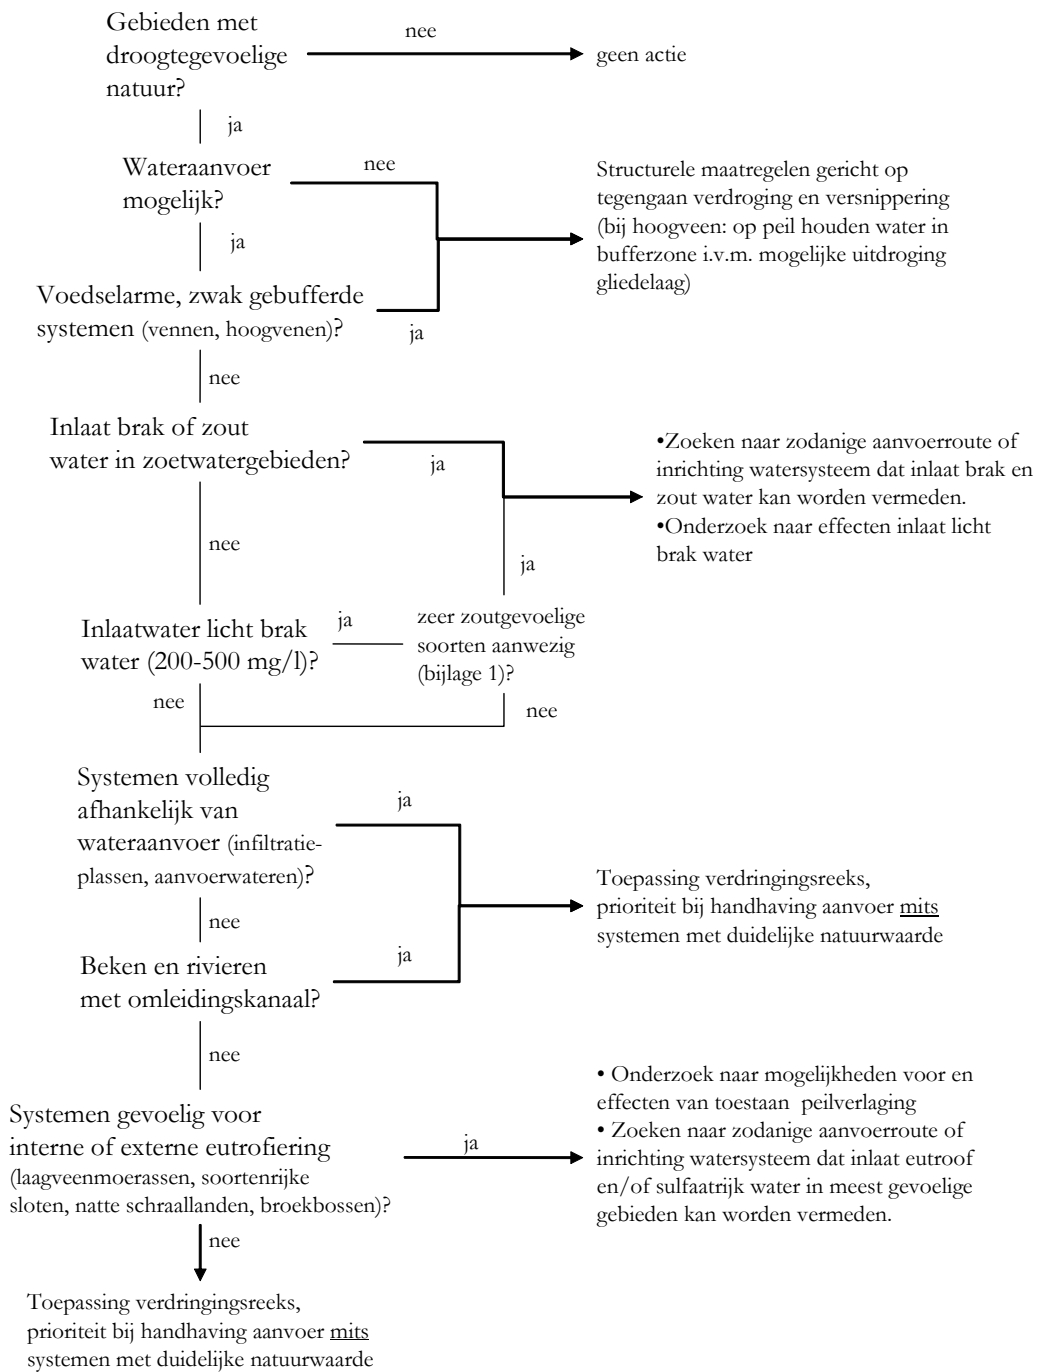 Gebieden met
droogtegevoelige
natuur?
nee
geen actie
ja
Wateraanvoer
mogelijk?
nee
Structurele maatregelen gericht op
tegengaan verdroging en versnippering
(bij hoogveen: op peil houden water in
bufferzone i.v.m. mogelijke uitdroging
gliedelaag)
ja
Voedselarme, zwak gebufferde
systemen (vennen, hoogvenen)?
ja
nee
Inlaat brak of zout
water in zoetwatergebieden?
ja
•Zoeken naar zodanige aanvoerroute of
inrichting watersysteem dat inlaat brak en
zout water kan worden vermeden.
•Onderzoek naar effecten inlaat licht
brak water
nee
ja
Inlaatwater licht brak
water (200-500 mg/l)?
ja
zeer zoutgevoelige
soorten aanwezig
(bijlage 1)?
nee
nee
Systemen volledig
afhankelijk van
wateraanvoer (infiltratie-
plassen, aanvoerwateren)?
ja
Toepassing verdringingsreeks,
prioriteit bij handhaving aanvoer mits
systemen met duidelijke natuurwaarde
nee
Beken en rivieren
met omleidingskanaal?
ja
nee
Systemen gevoelig voor
interne of externe eutrofiering
(laagveenmoerassen, soortenrijke
sloten, natte schraallanden, broekbossen)?
ja
• Onderzoek naar mogelijkheden voor en
effecten van toestaan peilverlaging
• Zoeken naar zodanige aanvoerroute of
inrichting watersysteem dat inlaat eutroof
en/of sulfaatrijk water in meest gevoelige
gebieden kan worden vermeden.
nee
Toepassing verdringingsreeks,
prioriteit bij handhaving aanvoer mits
systemen met duidelijke natuurwaarde